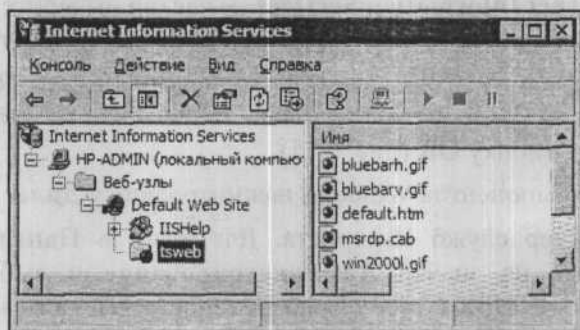 Internet Information Services
Консоль Действие Вид Справка
Internet Information Services
HP-ADMIN (локальный компью
Веб-узлы
Default Web Site
IISHelp
tsweb
Имя
bluebarh.gif
bluebarv.gif
default.htm
msrdp.cab
win2000l.gif